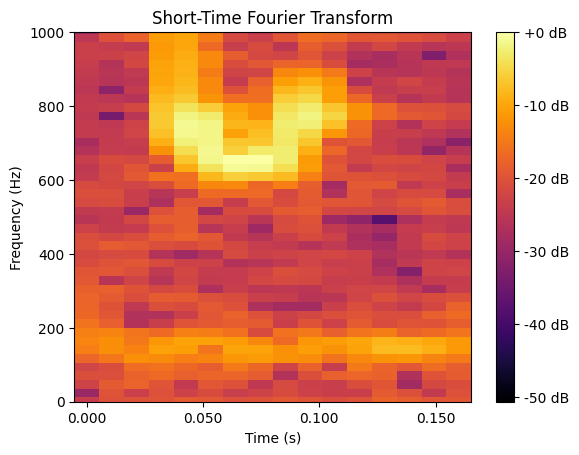 Short-Time Fourier Transform
1000
800
600
400
200
0
Frequency (Hz)
0.000
0.050
0.100
0.150
Time (s)
+0 dB
-10 dB
-20 dB
-30 dB
-40 dB
-50 dB